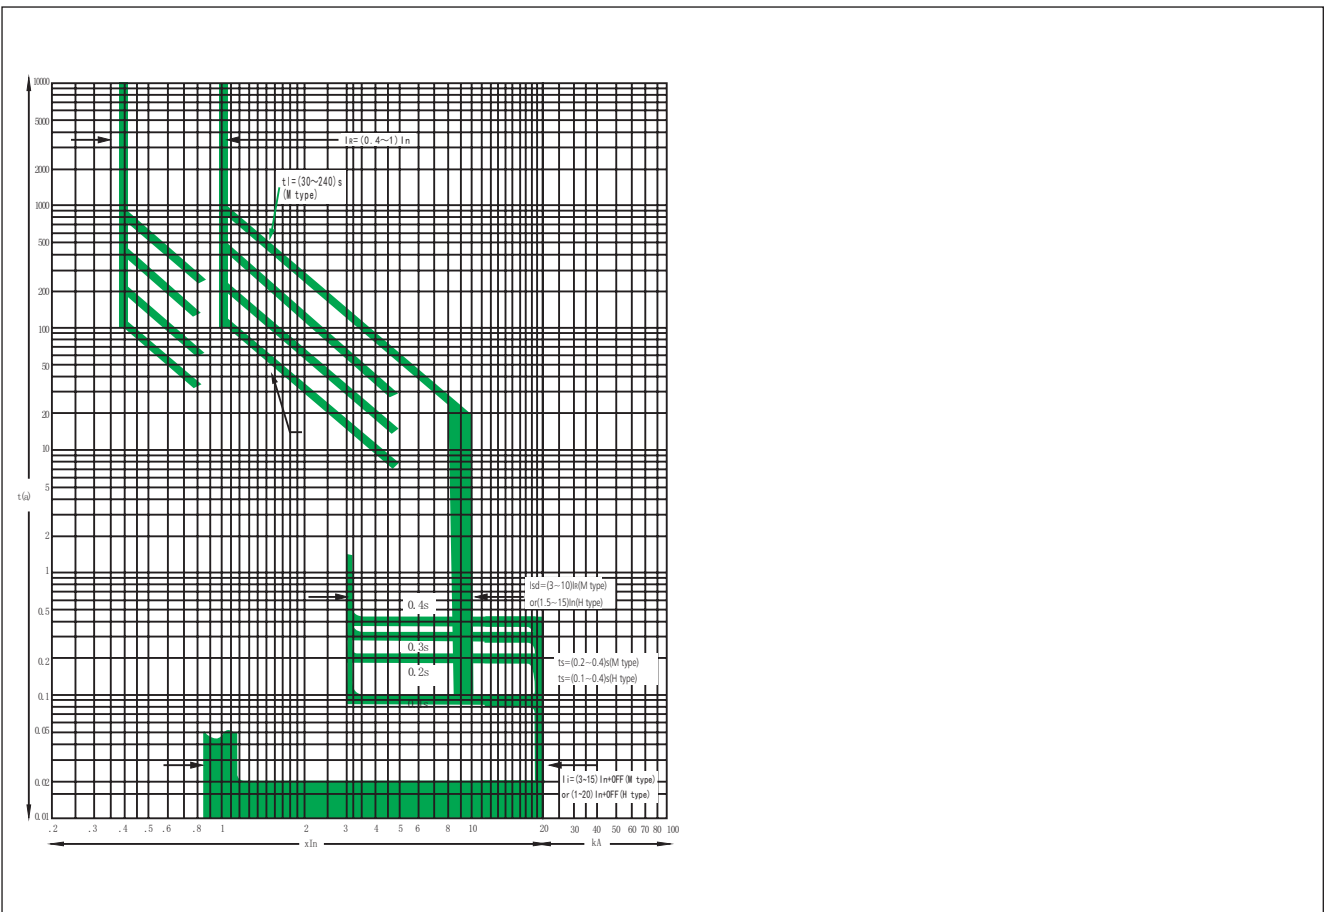 10000
5000
IR=(0.4～1)In
2000
tl=(30～240)s
(M type)
1000
500
200
100
50
20
10
t(a)
5
2
1
Isd=(3~10)IR(M type)
or(1.5~15)In(H type)
0.4s
0.5
0.3s
0.2
ts=(0.2~0.4)s(M type)
0.2s
ts=(0.1~0.4)s(H type)
0.1
0.05
Ii=(3~15)In+OFF(M type)
or(1~20)In+OFF(H type)
0.02
0.01
.2 .3 .4 .5 .6 .8 1 2 3 4 5 6 8 10 20 30 40 50 60 70 80 100
xIn kA